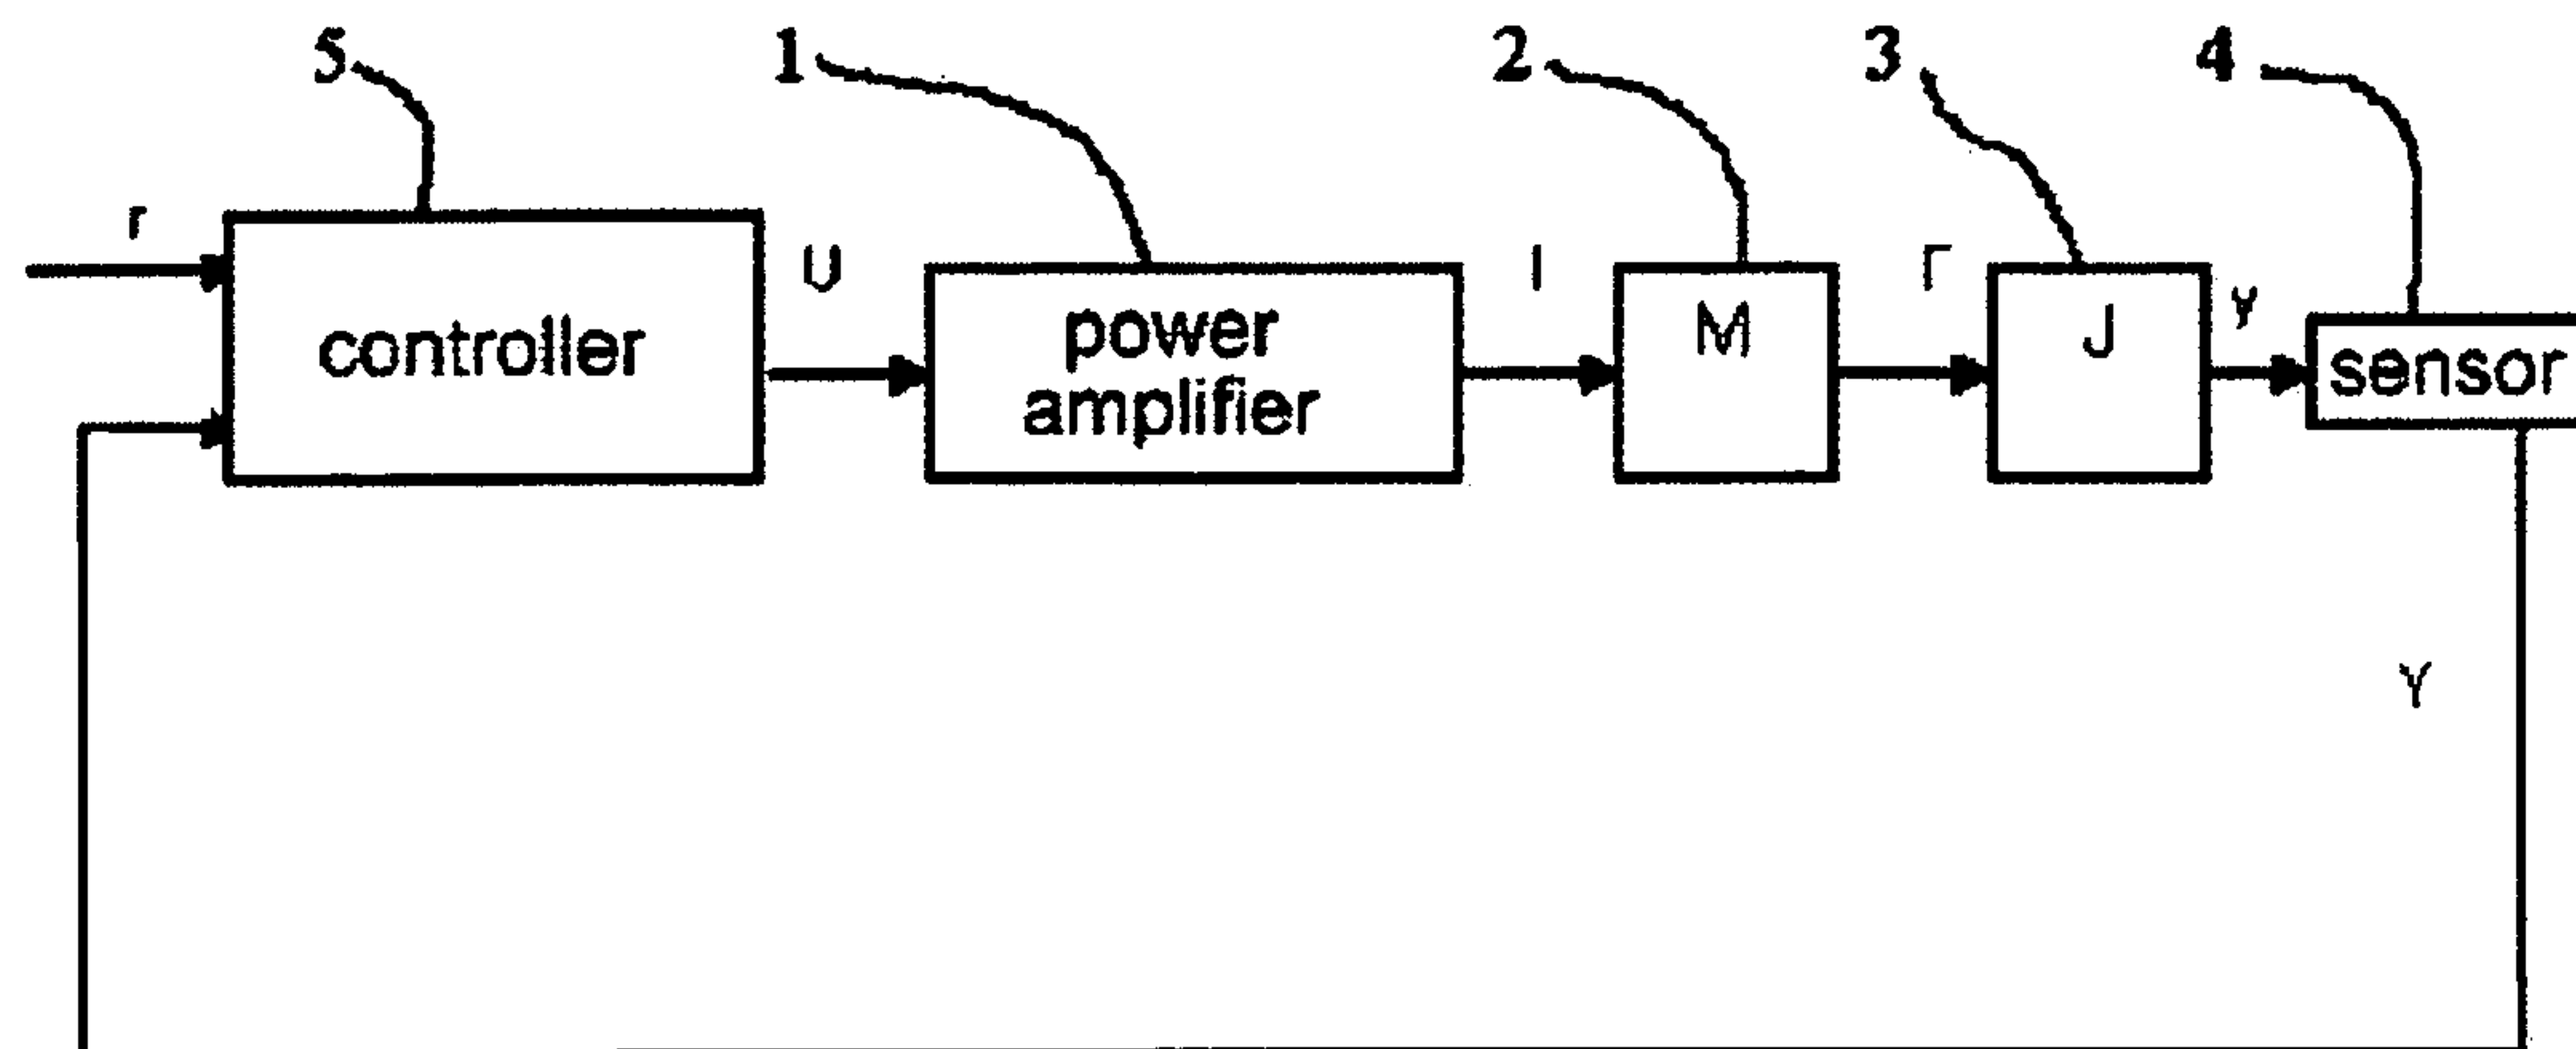 5 1 2 3 4
r U I Γ y
controller
power
amplifier
M
J
sensor
Y